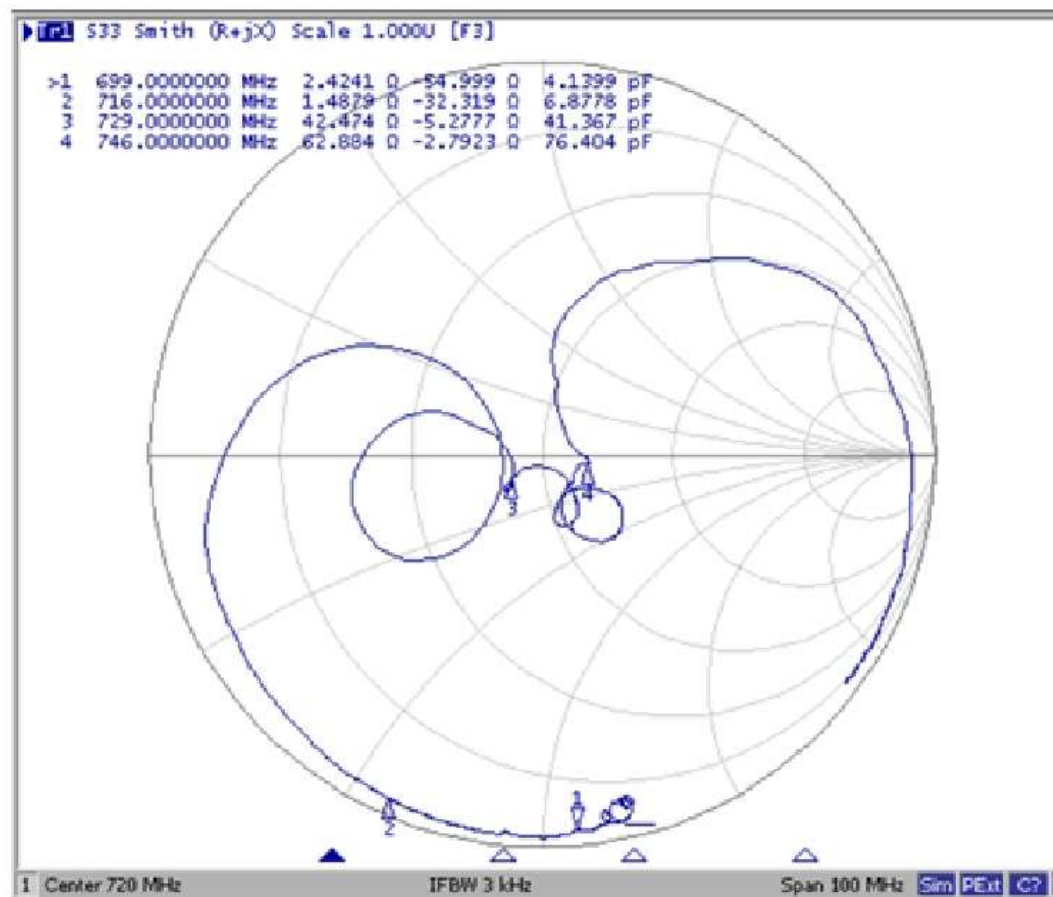 Tr1 S33 Smith (R+jX) Scale 1.000U [F3]
>1 699.0000000 MHz 2.4241 Ω -54.999 Ω 4.1399 pF
2 716.0000000 MHz 1.4879 Ω -32.319 Ω 6.8778 pF
3 729.0000000 MHz 42.474 Ω -5.2777 Ω 41.367 pF
4 746.0000000 MHz 62.884 Ω -2.7923 Ω 76.404 pF
4
3
1
2
1 Center 720 MHz IFBW 3 kHz Span 100 MHz Sim PExt C?